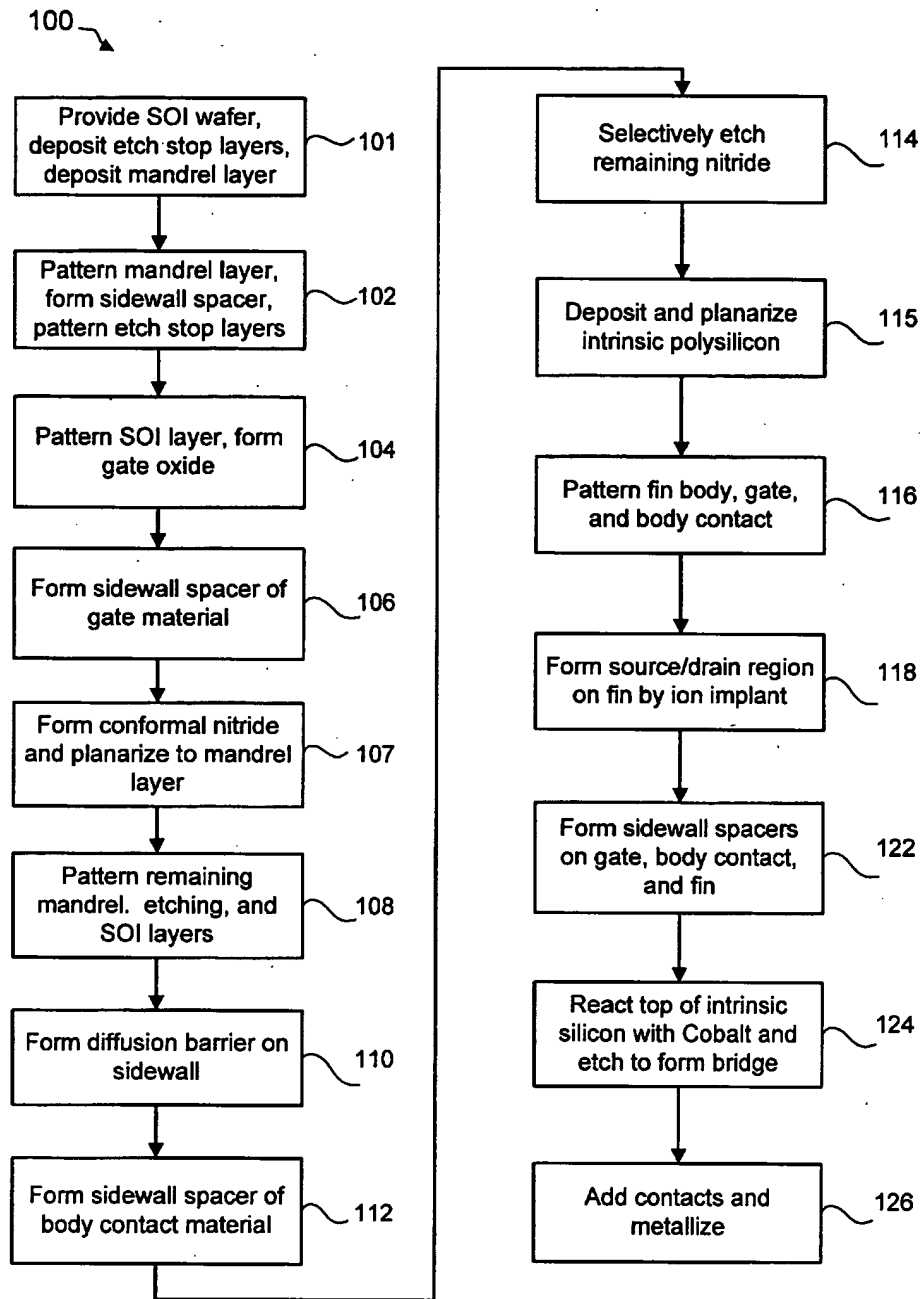 100
Provide SOI wafer,
deposit etch stop layers,
deposit mandrel layer
101
Pattern mandrel layer,
form sidewall spacer,
pattern etch stop layers
102
Pattern SOI layer, form
gate oxide
104
Form sidewall spacer of
gate material
106
Form conformal nitride
and planarize to mandrel
layer
107
Pattern remaining
mandrel. etching, and
SOI layers
108
Form diffusion barrier on
sidewall
110
Form sidewall spacer of
body contact material
112
Selectively etch
remaining nitride
114
Deposit and planarize
intrinsic polysilicon
115
Pattern fin body, gate,
and body contact
116
Form source/drain region
on fin by ion implant
118
Form sidewall spacers
on gate, body contact,
and fin
122
React top of intrinsic
silicon with Cobalt and
etch to form bridge
124
Add contacts and
metallize
126